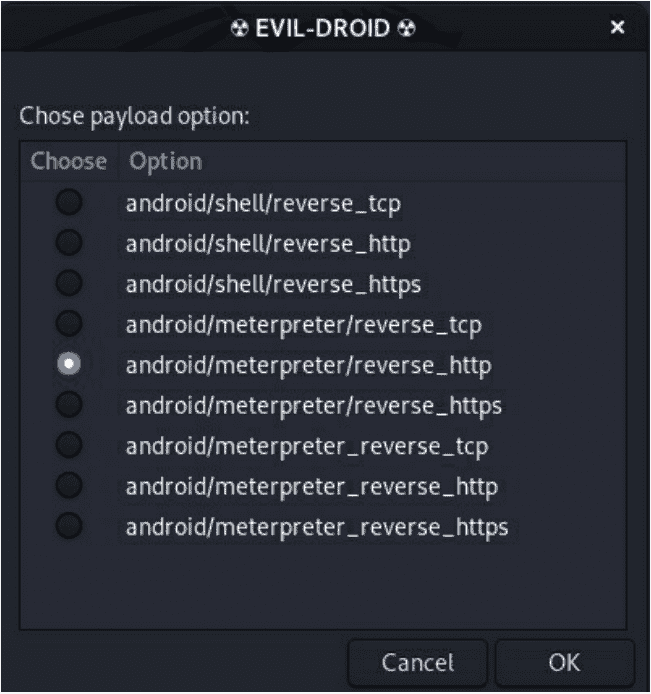 ☢ EVIL-DROID ☢ ×
Chose payload option:
Choose Option
android/shell/reverse_tcp
android/shell/reverse_http
android/shell/reverse_https
android/meterpreter/reverse_tcp
android/meterpreter/reverse_http
android/meterpreter/reverse_https
android/meterpreter_reverse_tcp
android/meterpreter_reverse_http
android/meterpreter_reverse_https
Cancel OK